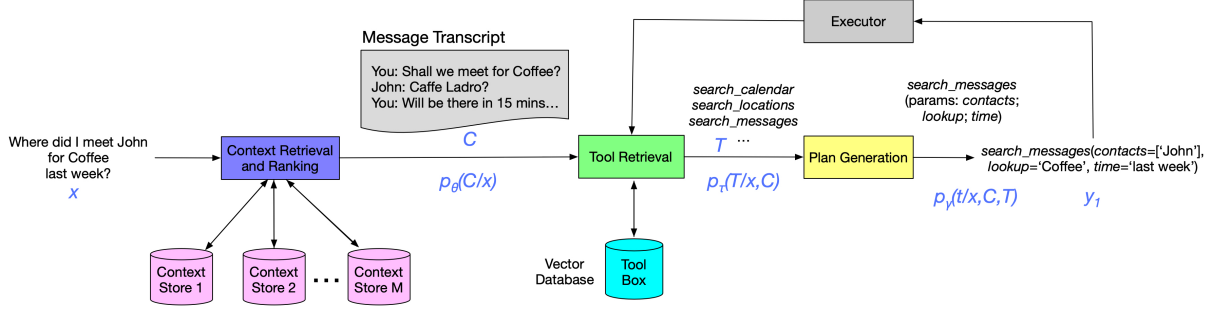 Executor
Message Transcript
You: Shall we meet for Coffee?
John: Caffe Ladro?
You: Will be there in 15 mins…
search_calendar
search_locations
search_messages
...
search_messages
(params: contacts;
lookup; time)
Where did I meet John
for Coffee
last week?
x
Context Retrieval
and Ranking
C
pθ(C/x)
Tool Retrieval
T
pτ(T/x,C)
Plan Generation
pγ(t/x,C,T)
search_messages(contacts=[‘John’],
lookup=‘Coffee’, time=‘last week’)
y1
Context
Store 1
Context
Store 2
...
Context
Store M
Vector
Database
Tool
Box